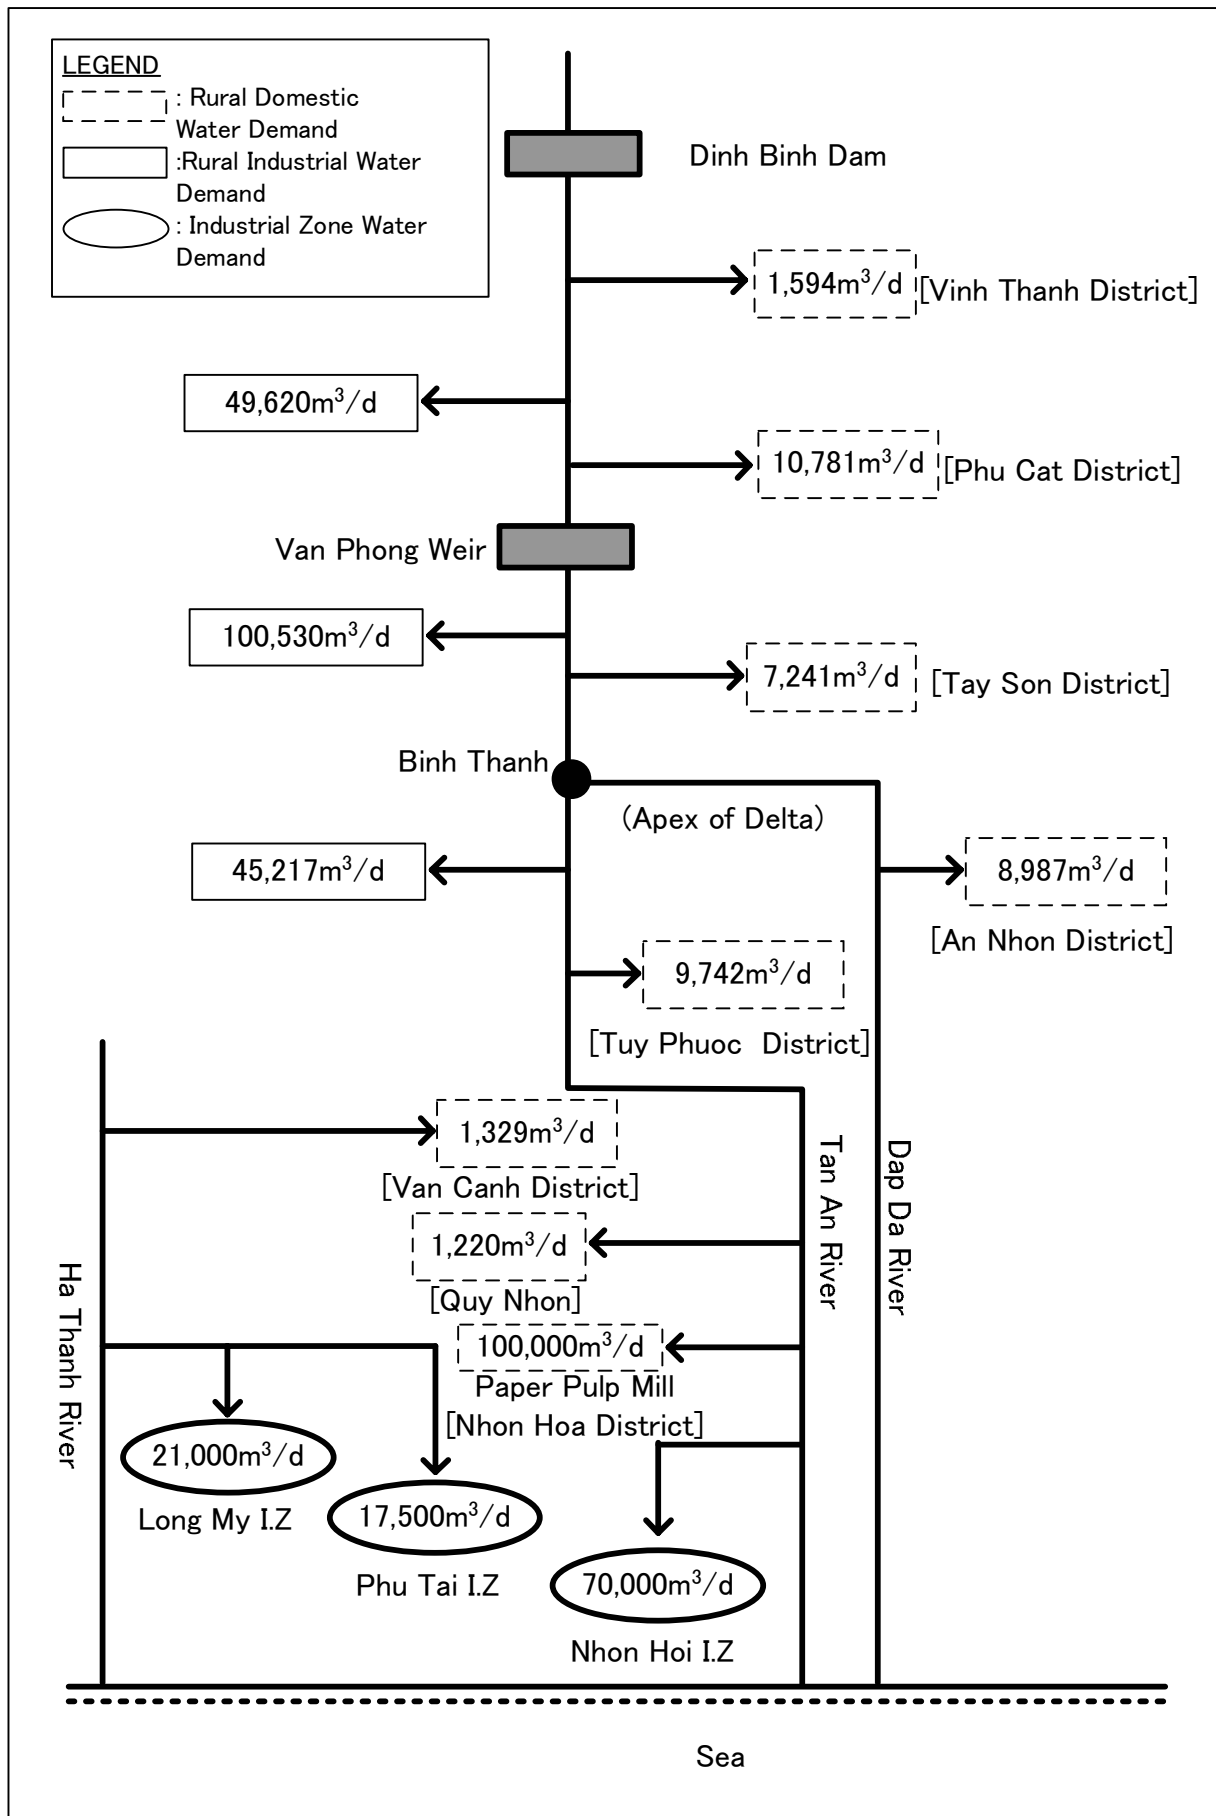 LEGEND
: Rural Domestic
Water Demand
:Rural Industrial Water
Demand
: Industrial Zone Water
Demand
Dinh Binh Dam
1,594m³/d
[Vinh Thanh District]
49,620m³/d
10,781m³/d
[Phu Cat District]
Van Phong Weir
100,530m³/d
7,241m³/d
[Tay Son District]
Binh Thanh
(Apex of Delta)
45,217m³/d
8,987m³/d
[An Nhon District]
9,742m³/d
[Tuy Phuoc District]
1,329m³/d
[Van Canh District]
Tan An River
Dap Da River
1,220m³/d
[Quy Nhon]
Ha Thanh River
100,000m³/d
Paper Pulp Mill
[Nhon Hoa District]
21,000m³/d
Long My I.Z
17,500m³/d
Phu Tai I.Z
70,000m³/d
Nhon Hoi I.Z
Sea